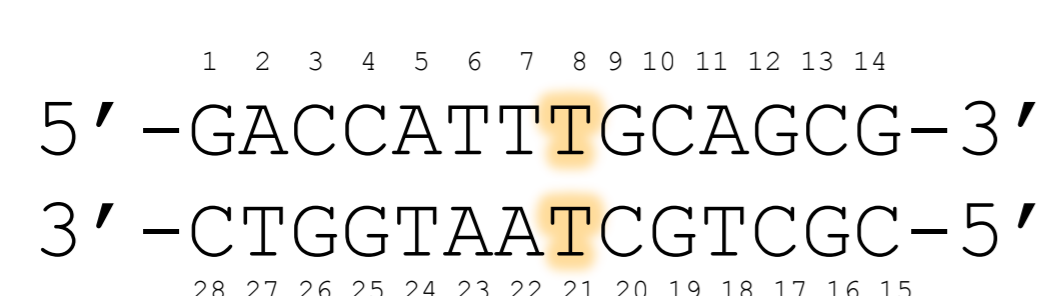 1 2 3 4 5 6 7 8 9 10 11 12 13 14
5′-GACCATTTGCAGCG-3′
3′-CTGGTAATCGTCGC-5′
28 27 26 25 24 23 22 21 20 19 18 17 16 15